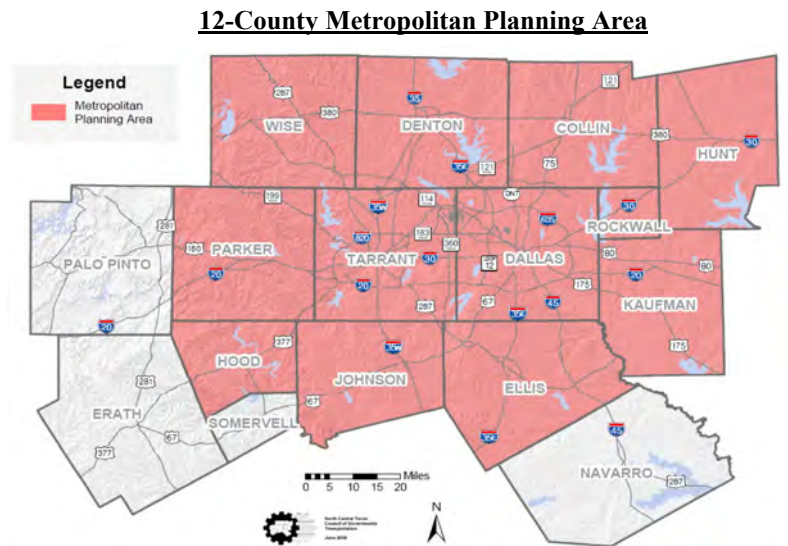 12-County Metropolitan Planning Area
Legend
Metropolitan
Planning Area
WISE
DENTON
COLLIN
HUNT
287
380
35
121
75
35E
121
380
30
PALO PINTO
281
20
199
180
PARKER
20
35W
114
820
183
360
TARRANT
30
20
287
DNT
635
DALLAS
12
67
175
35E
45
30
ROCKWALL
80
20
80
KAUFMAN
175
HOOD
377
35W
JOHNSON
67
ELLIS
35E
ERATH
281
67
377
SOMERVELL
45
NAVARRO
287
Miles
0 5 10 15 20
North Central Texas
Council of Governments
Transportation
N